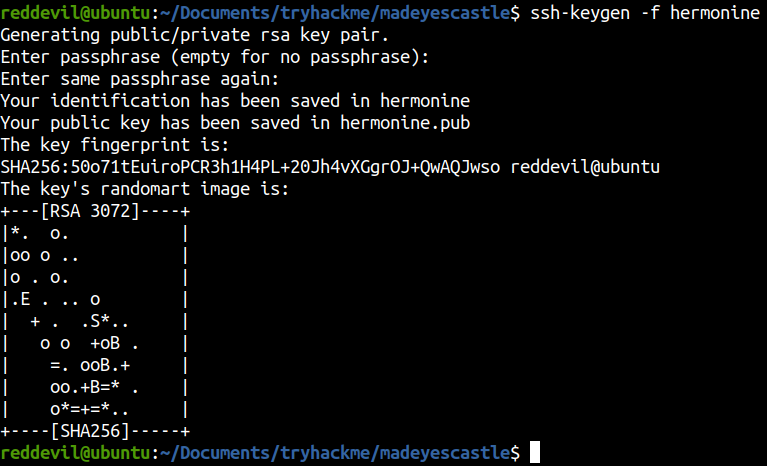 reddevil@ubuntu:~/Documents/tryhackme/madeyescastle$ ssh-keygen -f hermonine
Generating public/private rsa key pair.
Enter passphrase (empty for no passphrase):
Enter same passphrase again:
Your identification has been saved in hermonine
Your public key has been saved in hermonine.pub
The key fingerprint is:
SHA256:50o71tEuiroPCR3h1H4PL+20Jh4vXGgrOJ+QwAQJwso reddevil@ubuntu
The key's randomart image is:
+---[RSA 3072]----+
|*.  o.           |
|oo o ..          |
|o . o.           |
|.E . .. o        |
|  + .  .S*..     |
|   o o  +oB .    |
|    =. ooB.+     |
|    oo.+B=* .    |
|    o*=+=*..     |
+----[SHA256]-----+
reddevil@ubuntu:~/Documents/tryhackme/madeyescastle$